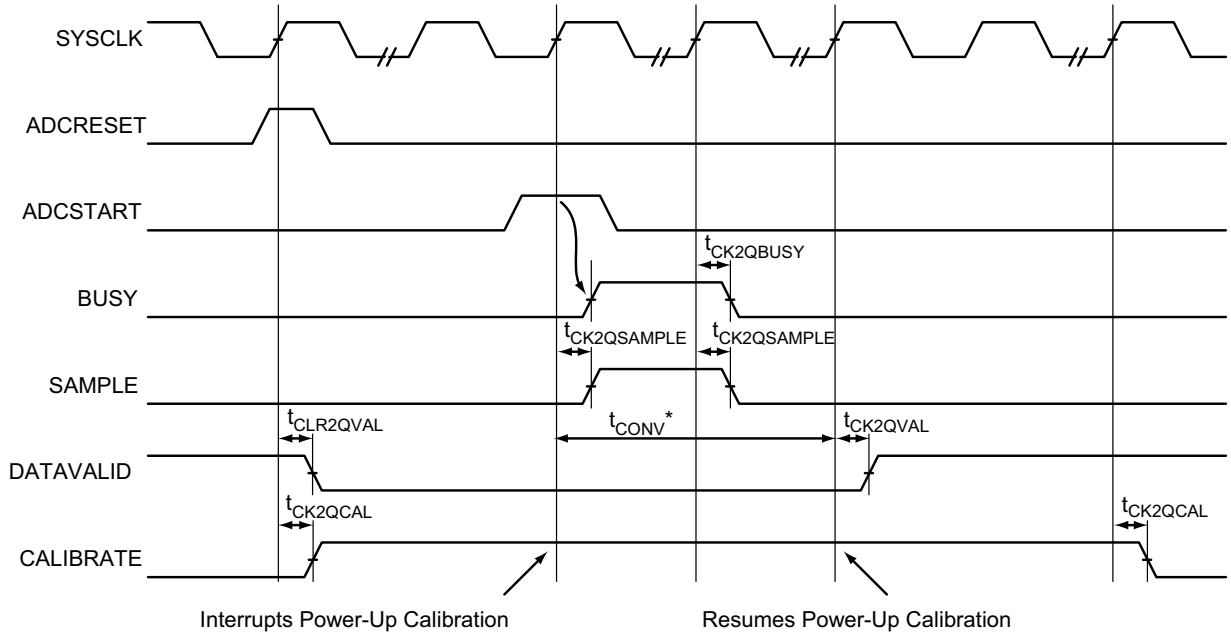 SYSCLK
ADCRESET
ADCSTART
tCK2QBUSY
BUSY
tCK2QSAMPLE
tCK2QSAMPLE
SAMPLE
tCLR2QVAL
tCONV*
tCK2QVAL
DATAVALID
tCK2QCAL
tCK2QCAL
CALIBRATE
Interrupts Power-Up Calibration
Resumes Power-Up Calibration